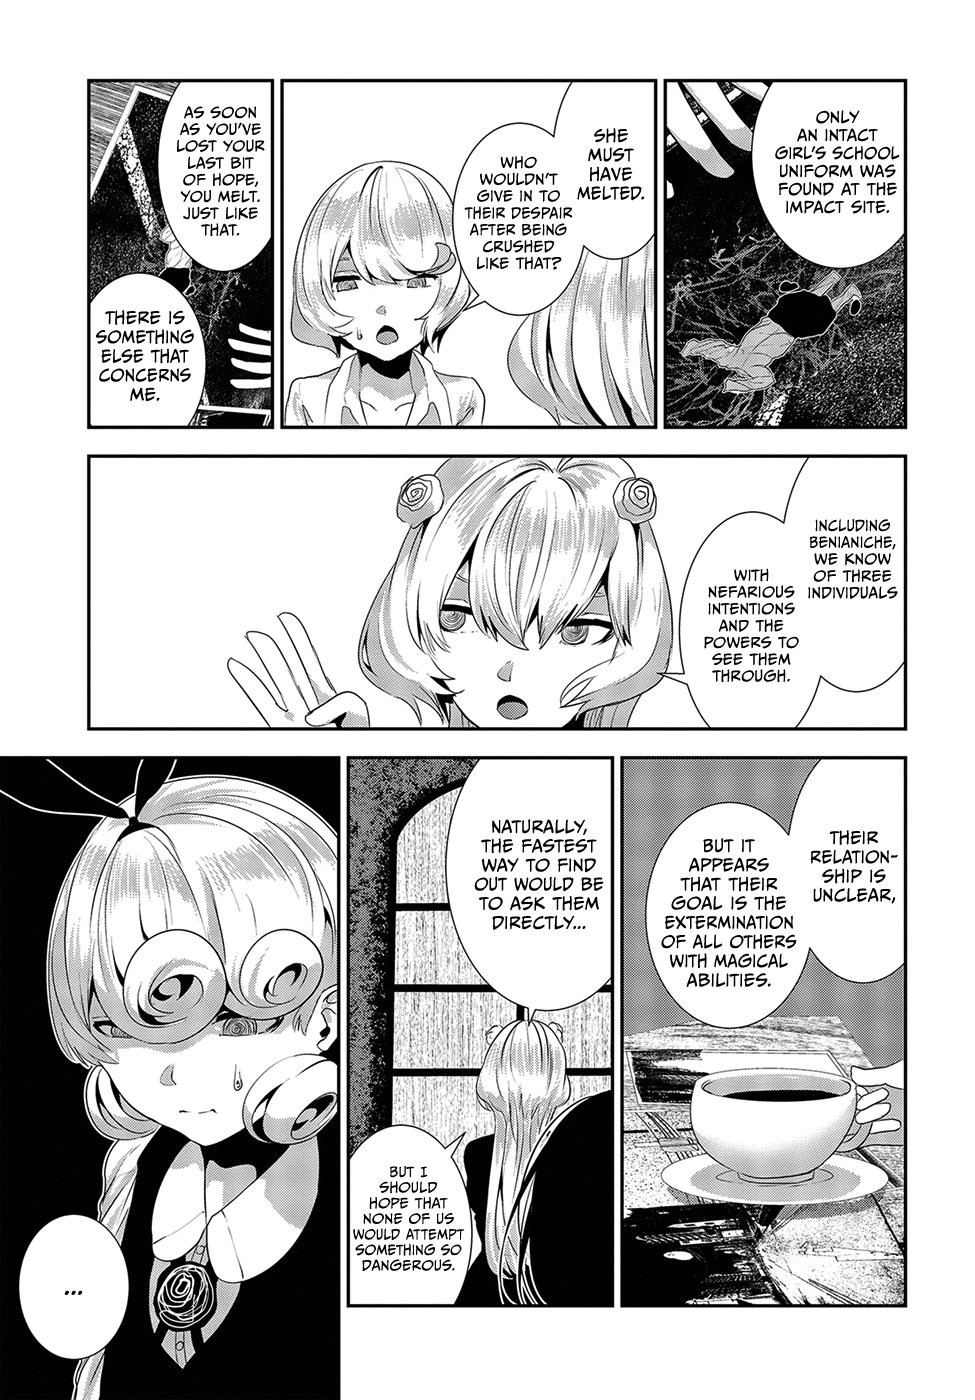 ONLY
AN INTACT
GIRL'S SCHOOL
UNIFORM WAS
FOUND AT THE
IMPACT SITE.
SHE
MUST
HAVE
MELTED.
WHO
WOULDN'T
GIVE IN TO
THEIR DESPAIR
AFTER BEING
CRUSHED
LIKE THAT?
AS SOON
AS YOU'VE
LOST YOUR
LAST BIT
OF HOPE,
YOU MELT.
JUST LIKE
THAT.
THERE IS
SOMETHING
ELSE THAT
CONCERNS
ME.
INCLUDING
BENIANICHE,
WE KNOW
OF THREE
INDIVIDUALS
WITH
NEFARIOUS
INTENTIONS
AND THE
POWERS TO
SEE THEM
THROUGH.
THEIR
RELATION-
SHIP IS
UNCLEAR,
BUT IT
APPEARS
THAT THEIR
GOAL IS THE
EXTERMINATION
OF ALL OTHERS
WITH MAGICAL
ABILITIES.
NATURALLY,
THE FASTEST
WAY TO FIND
OUT WOULD BE
TO ASK THEM
DIRECTLY...
BUT I
SHOULD
HOPE THAT
NONE OF US
WOULD ATTEMPT
SOMETHING SO
DANGEROUS.
...